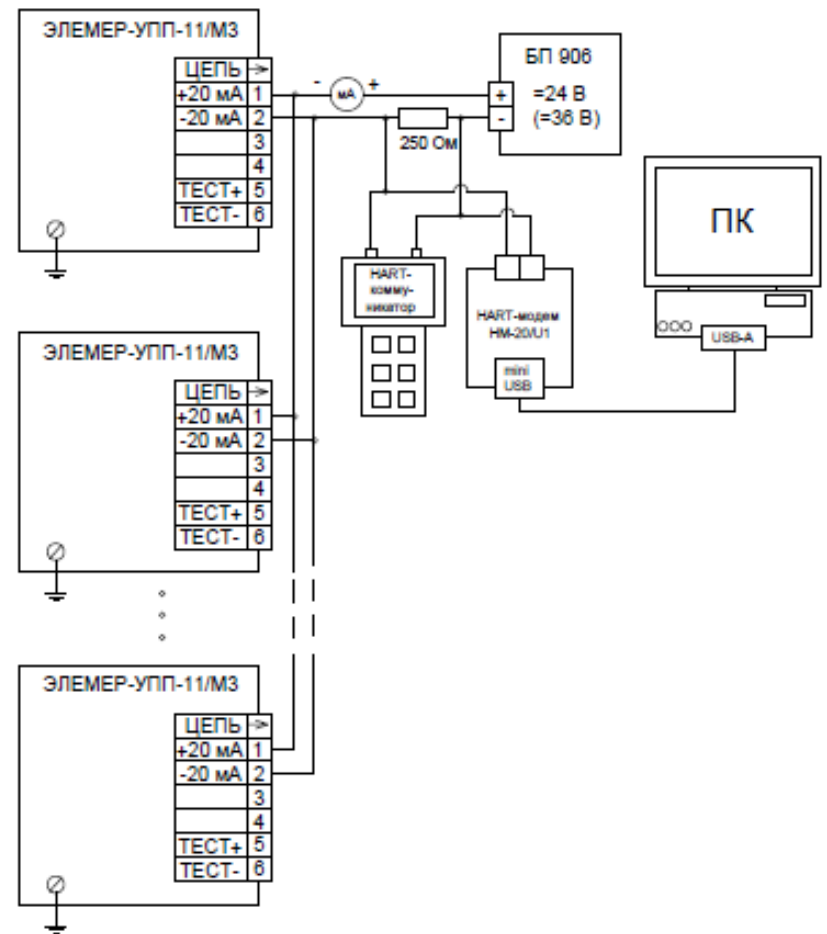 ЭЛЕМЕР-УПП-11/М3
ЦЕПЬ
+20 мА 1
-20 мА 2
3
4
ТЕСТ+ 5
ТЕСТ- 6
- мА +
250 Ом
БП 906
+ =24 В
- (=36 В)
HART-
комму-
никатор
HART-модем
HM-20/U1
mini
USB
ПК
USB-A
ЭЛЕМЕР-УПП-11/М3
ЦЕПЬ
+20 мА 1
-20 мА 2
3
4
ТЕСТ+ 5
ТЕСТ- 6
ЭЛЕМЕР-УПП-11/М3
ЦЕПЬ
+20 мА 1
-20 мА 2
3
4
ТЕСТ+ 5
ТЕСТ- 6